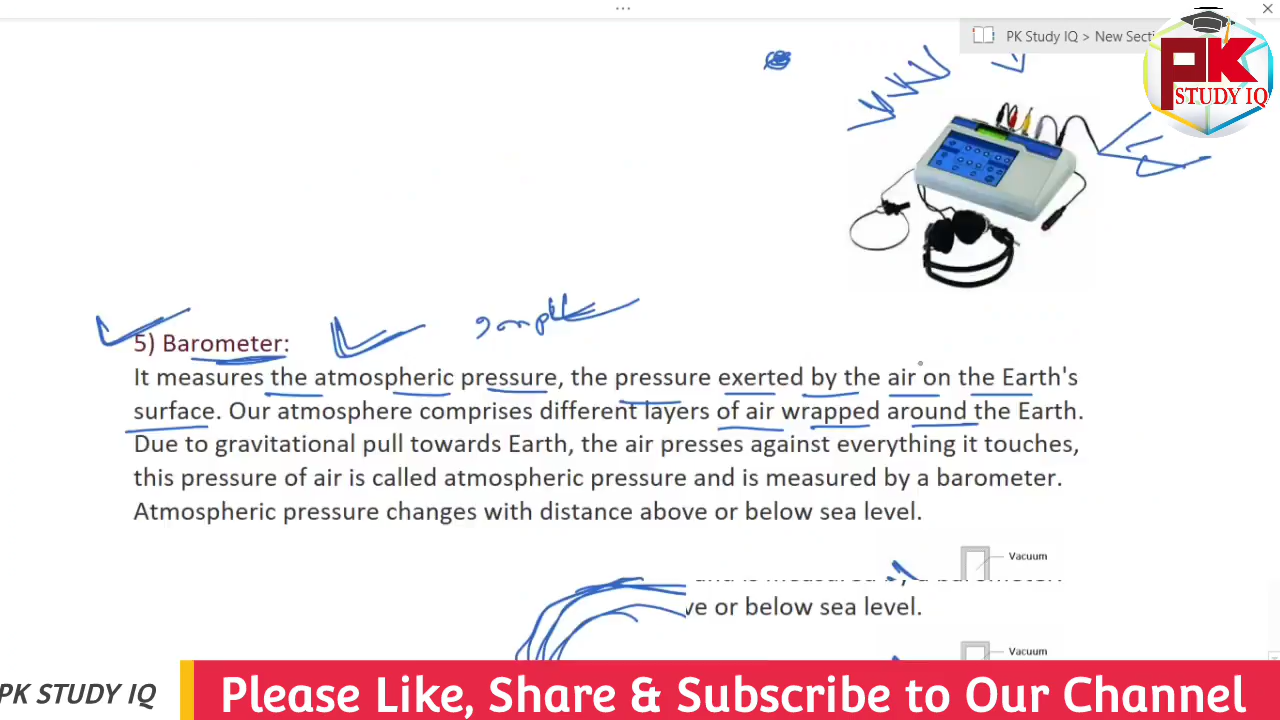 ...
PK Study IQ > New Secti
PK
STUDY IQ
5) Barometer:
It measures the atmospheric pressure, the pressure exerted by the air on the Earth's
surface. Our atmosphere comprises different layers of air wrapped around the Earth.
Due to gravitational pull towards Earth, the air presses against everything it touches,
this pressure of air is called atmospheric pressure and is measured by a barometer.
Atmospheric pressure changes with distance above or below sea level.
Vacuum
ve or below sea level.
Vacuum
PK STUDY IQ
Please Like, Share & Subscribe to Our Channel